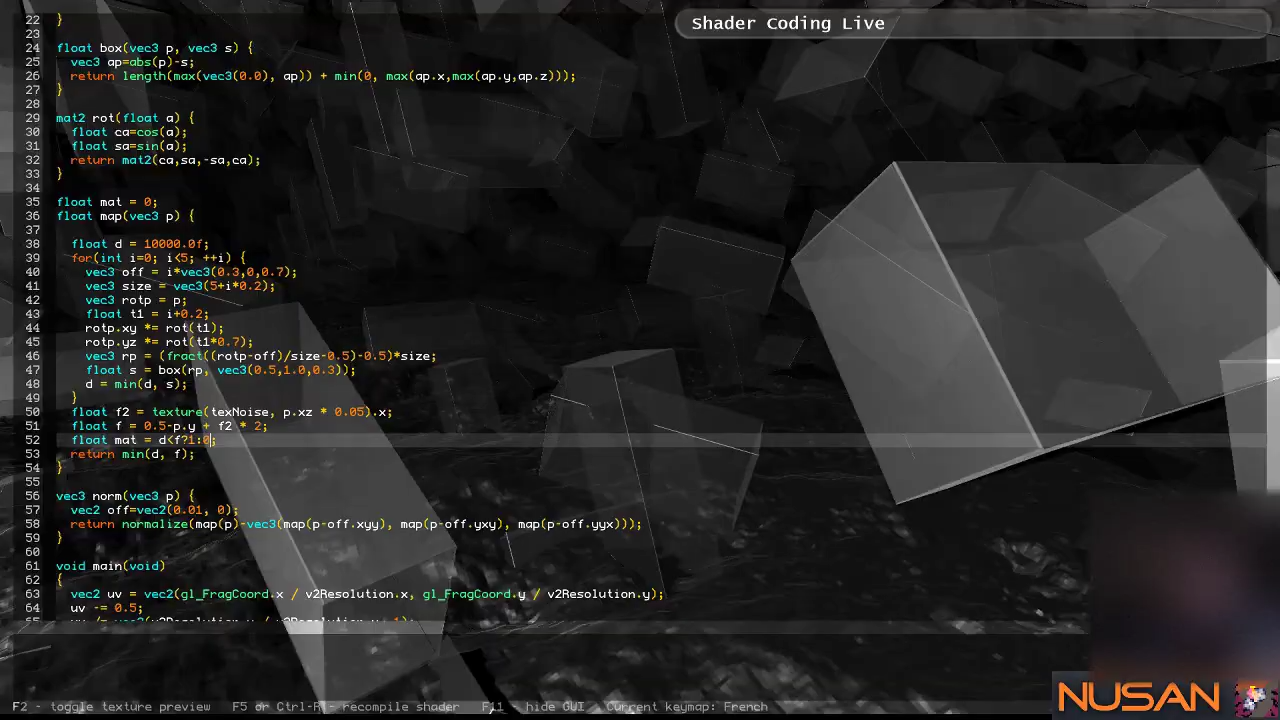 Shader Coding Live
22 }
23
24 float box(vec3 p, vec3 s) {
25 vec3 ap=abs(p)-s;
26 return length(max(vec3(0.0), ap)) + min(0, max(ap.x,max(ap.y,ap.z)));
27 }
28
29 mat2 rot(float a) {
30 float ca=cos(a);
31 float sa=sin(a);
32 return mat2(ca,sa,-sa,ca);
33 }
34
35 float mat = 0;
36 float map(vec3 p) {
37
38 float d = 10000.0f;
39 for(int i=0; i<5; ++i) {
40 vec3 off = i*vec3(0.3,0,0.7);
41 vec3 size = vec3(5+i*0.2);
42 vec3 rotp = p;
43 float t1 = i+0.2;
44 rotp.xy *= rot(t1);
45 rotp.yz *= rot(t1*0.7);
46 vec3 rp = (fract((rotp-off)/size-0.5)-0.5)*size;
47 float s = box(rp, vec3(0.5,1.0,0.3));
48 d = min(d, s);
49 }
50 float f2 = texture(texNoise, p.xz * 0.05).x;
51 float f = 0.5-p.y + f2 * 2;
52 float mat = d<f?1:0;
53 return min(d, f);
54 }
55
56 vec3 norm(vec3 p) {
57 vec2 off=vec2(0.01, 0);
58 return normalize(map(p)-vec3(map(p-off.xyy), map(p-off.yxy), map(p-off.yyx)));
59 }
60
61 void main(void)
62 {
63 vec2 uv = vec2(gl_FragCoord.x / v2Resolution.x, gl_FragCoord.y / v2Resolution.y);
64 uv -= 0.5;
F2 - toggle texture preview F5 or Ctrl-R - recompile shader F11 - hide GUI Current keymap: French
NUSAN